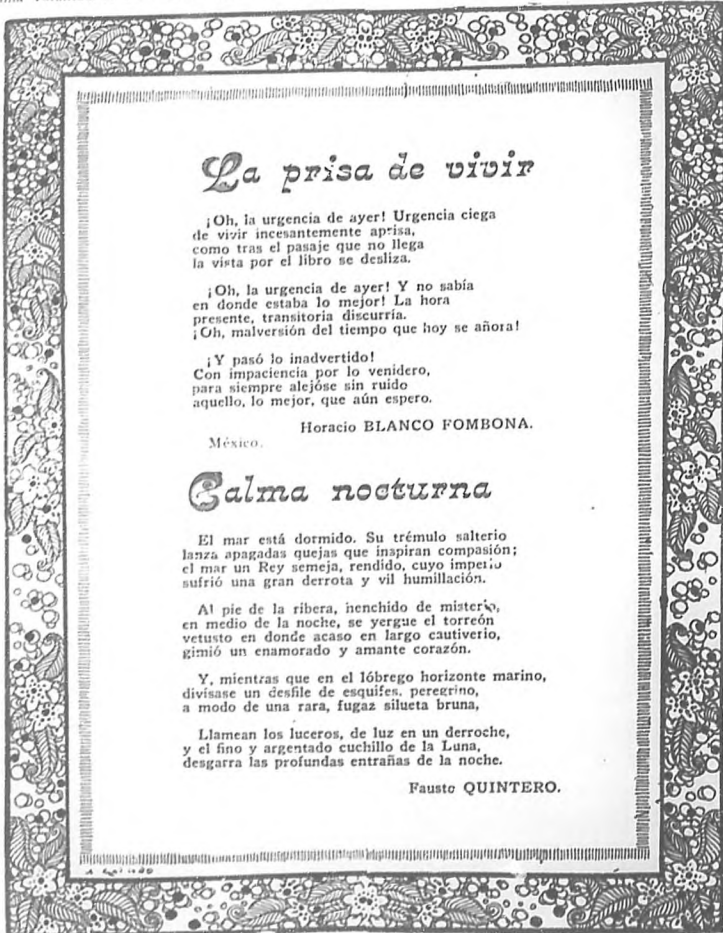 La prisa de vivir
¡Oh, la urgencia de ayer! Urgencia ciega
de vivir incesantemente aprisa,
como tras el pasaje que no llega
la vista por el libro se desliza.
¡Oh, la urgencia de ayer! Y no sabía
en donde estaba lo mejor! La hora
presente, transitoria discurría.
¡Oh, malversión del tiempo que hoy se añora!
¡Y pasó lo inadvertido!
Con impaciencia por lo venidero,
para siempre alejóse sin ruido
aquello, lo mejor, que aún espero.
Horacio BLANCO FOMBONA.
México.
Calma nocturna
El mar está dormido. Su trémulo salterio
lanza apagadas quejas que inspiran compasión;
el mar un Rey semeja, rendido, cuyo imperio
sufrió una gran derrota y vil humillación.
Al pie de la ribera, henchido de misterio,
en medio de la noche, se yergue el torreón
vetusto en donde acaso en largo cautiverio,
gimió un enamorado y amante corazón.
Y, mientras que en el lóbrego horizonte marino,
divísase un desfile de esquifes, peregrino,
a modo de una rara, fugaz silueta bruna,
Llamean los luceros, de luz en un derroche,
y el fino y argentado cuchillo de la Luna,
desgarra las profundas entrañas de la noche.
Fausto QUINTERO.